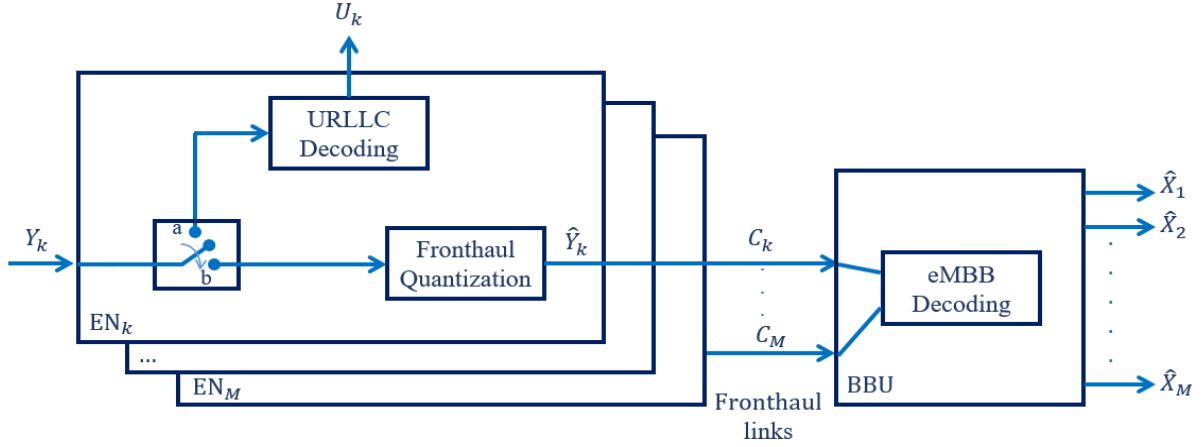 U_k
URLLC
Decoding
a
Y_k
b
Fronthaul
Quantization
Ŷ_k
EN_k
...
EN_M
C_k
C_M
Fronthaul
links
eMBB
Decoding
BBU
X̂_1
X̂_2
X̂_M